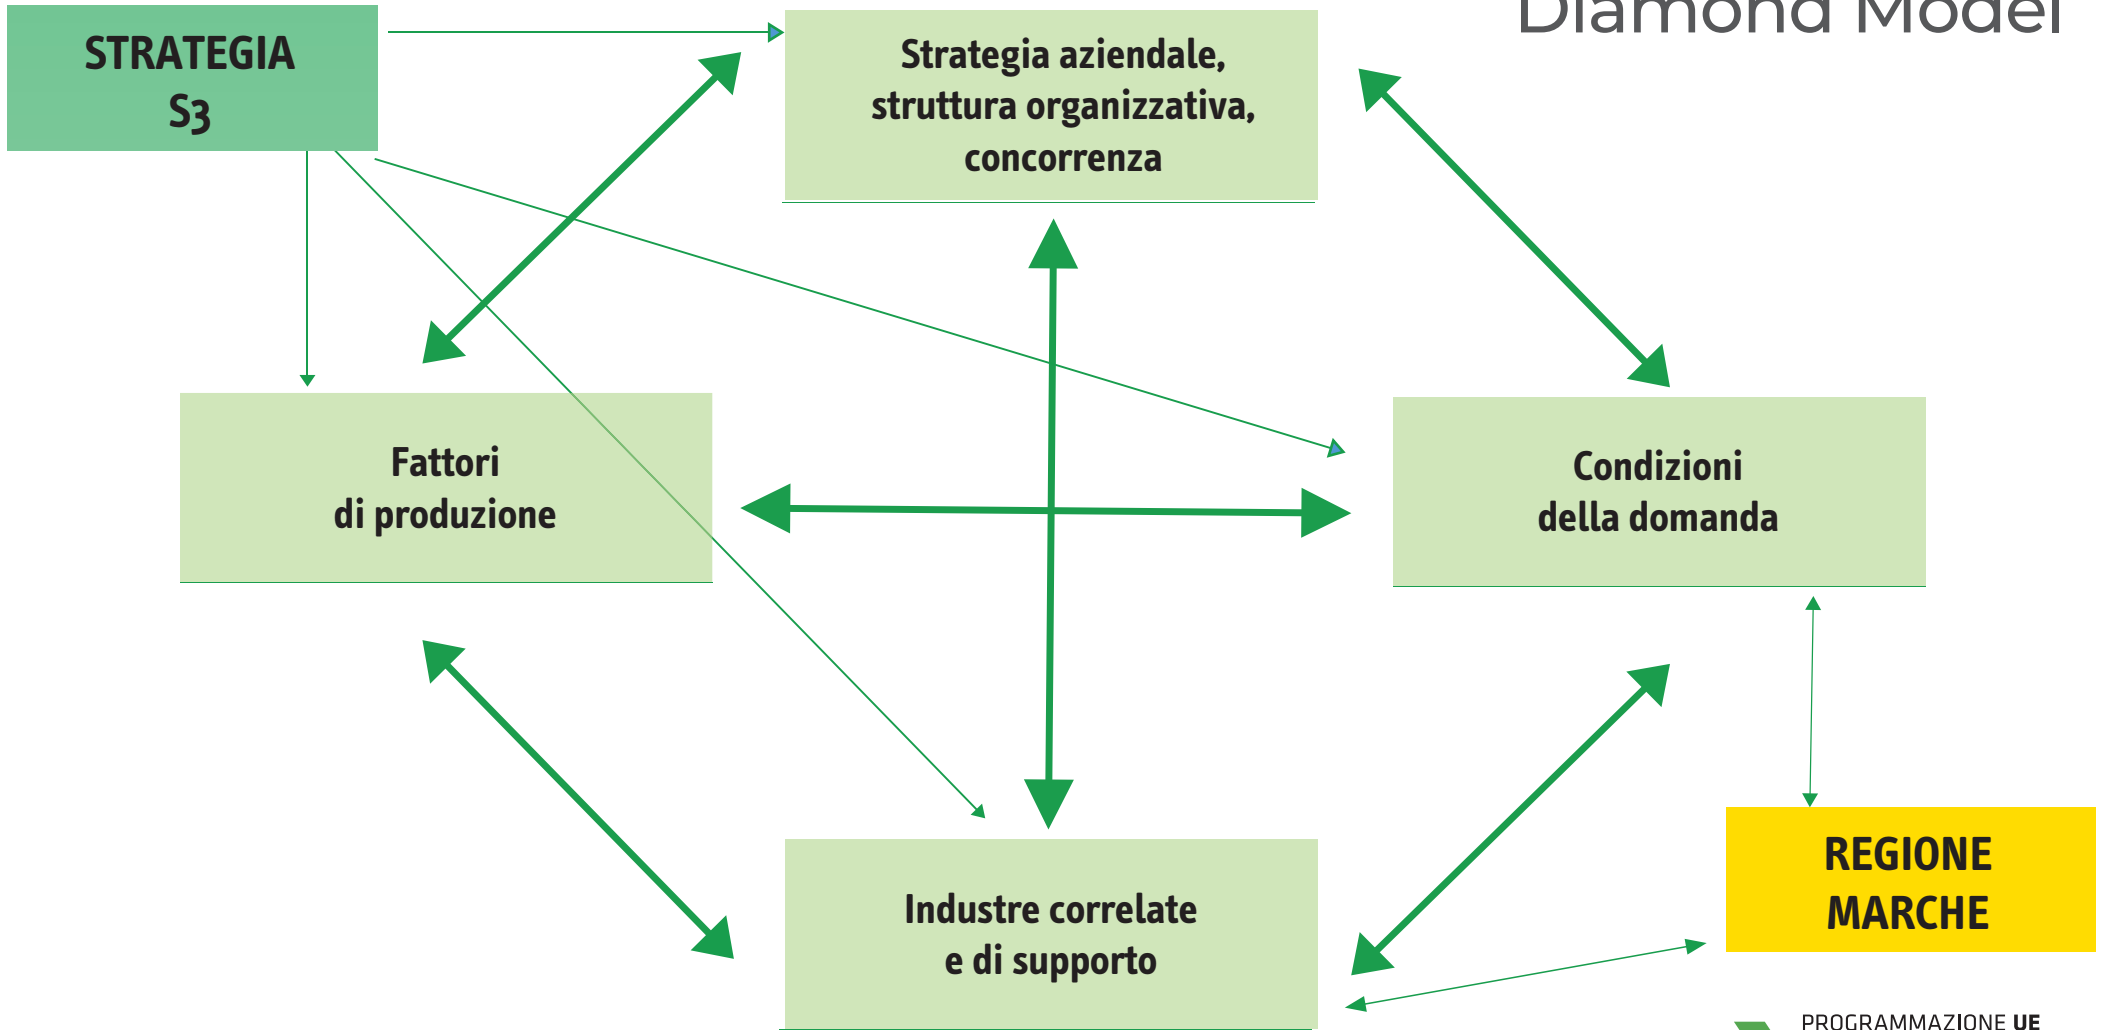 Diamond Model
STRATEGIA
S3
Strategia aziendale,
struttura organizzativa,
concorrenza
Fattori
di produzione
Condizioni
della domanda
Industre correlate
e di supporto
REGIONE
MARCHE
PROGRAMMAZIONE UE